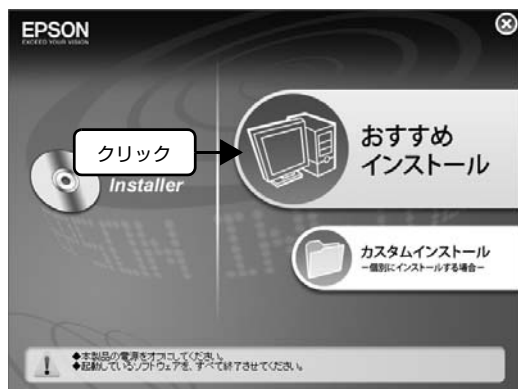 EPSON
EXCEED YOUR VISION
クリック
Installer
おすすめ
インストール
カスタムインストール
－個別にインストールする場合－
◆本製品の電源をオフにしてください。
◆起動しているソフトウェアを、すべて終了させてください。